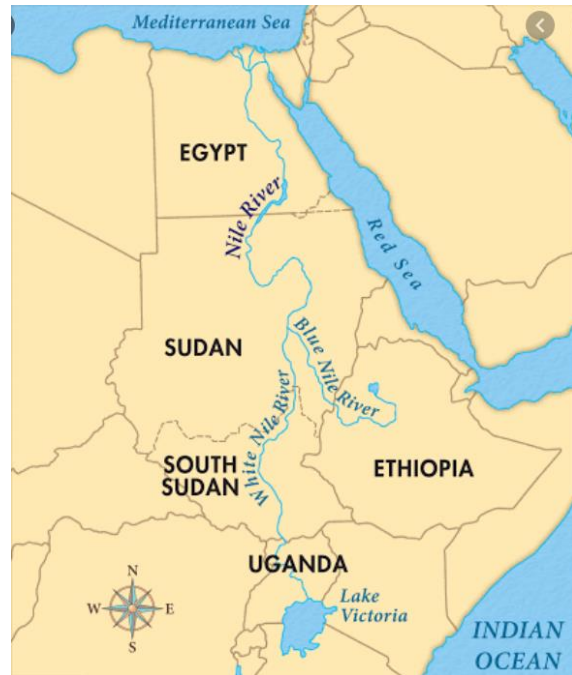 Mediterranean Sea
EGYPT
Nile River
Red Sea
SUDAN
Blue Nile River
White Nile River
SOUTH
SUDAN
ETHIOPIA
UGANDA
N
W
E
S
Lake
Victoria
INDIAN
OCEAN